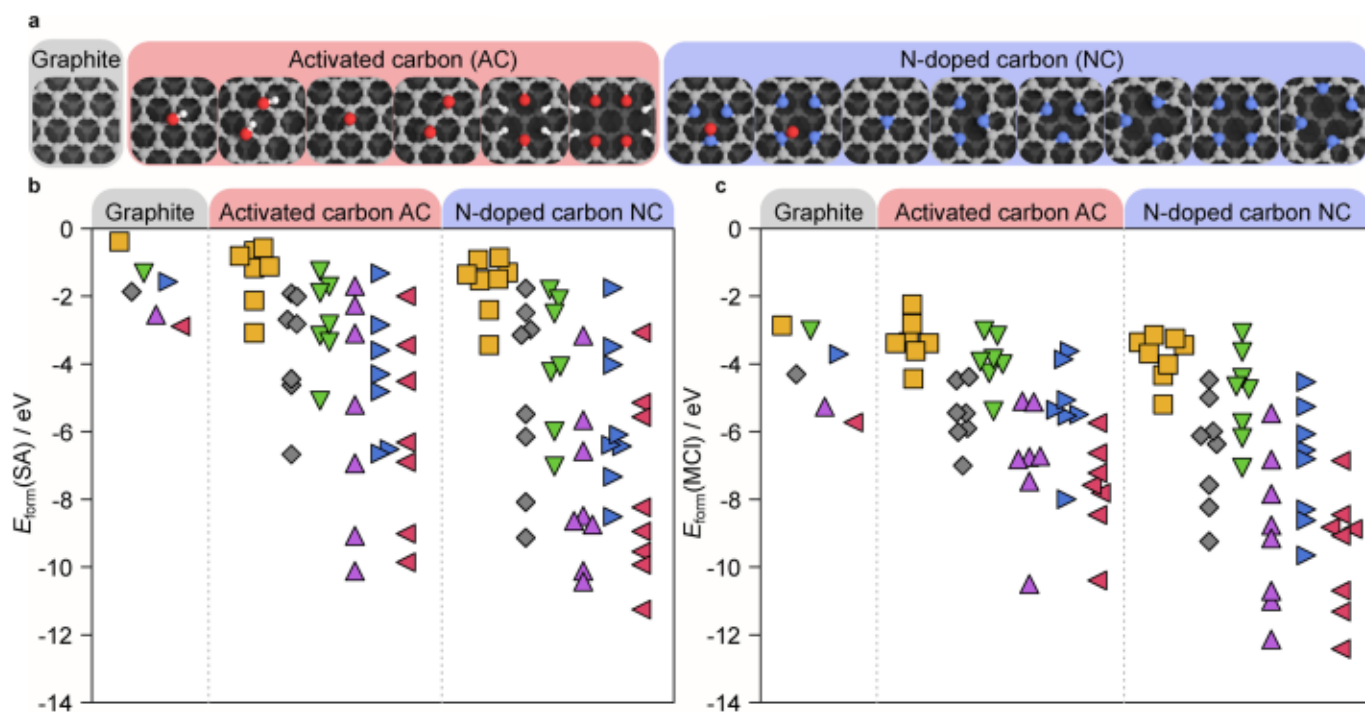 a
Graphite
Activated carbon (AC)
N-doped carbon (NC)
b
c
Graphite
Activated carbon AC
N-doped carbon NC
Graphite
Activated carbon AC
N-doped carbon NC
0
-2
-4
-6
-8
-10
-12
-14
Eform(SA) / eV
0
-2
-4
-6
-8
-10
-12
-14
Eform(MCI) / eV